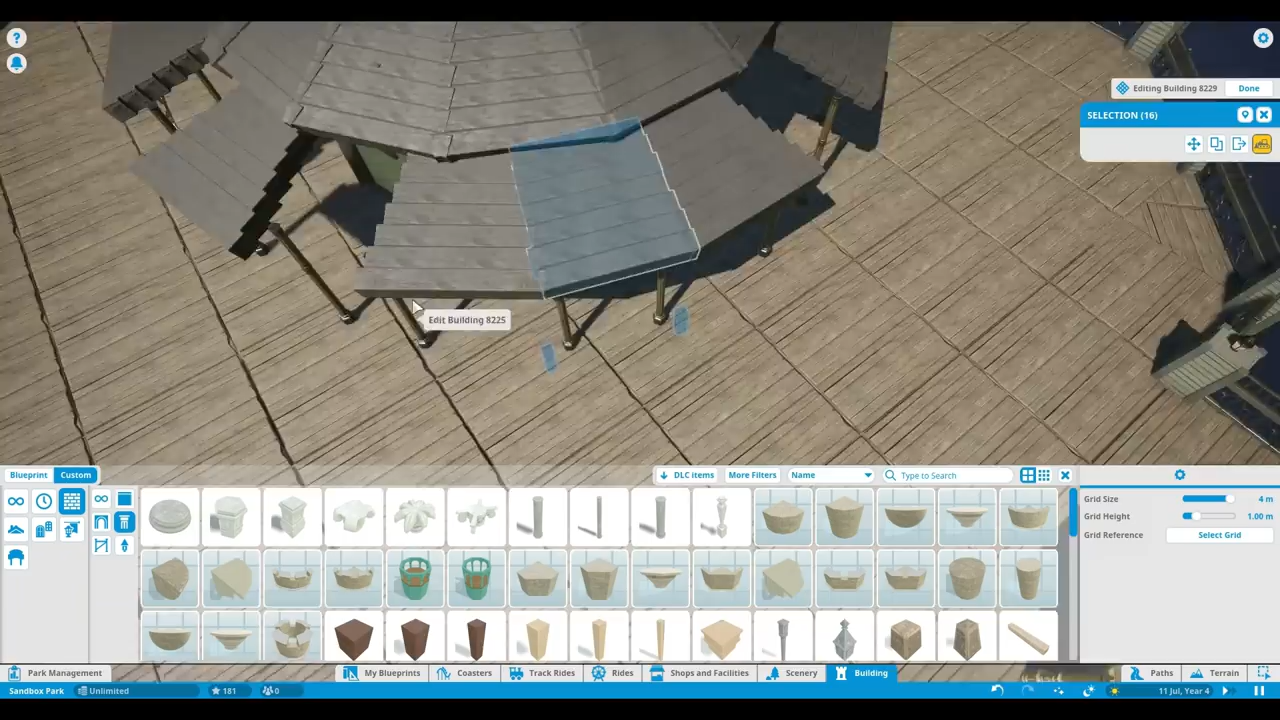 ?
Editing Building 8229 Done
SELECTION (16)
Edit Building 8225
Blueprint Custom
DLC items More Filters Name Type to Search
Grid Size 4 m
Grid Height 1.00 m
Grid Reference Select Grid
Park Management My Blueprints Coasters Track Rides Rides Shops and Facilities Scenery Building Paths Terrain
Sandbox Park Unlimited 181 0 11 Jul, Year 4